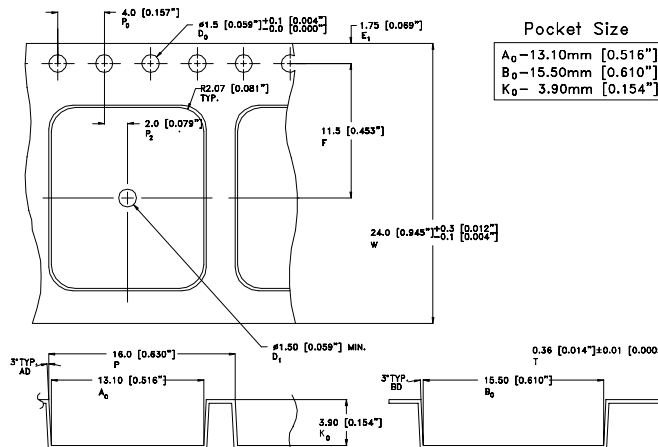 4.0 [0.157"]
P₀
ø1.5 [0.059"]+0.1 [0.004"]
-0.0 [0.000"]
D₀
1.75 [0.069"]
E₁
Pocket Size
A₀-13.10mm [0.516"]
B₀-15.50mm [0.610"]
K₀- 3.90mm [0.154"]
R2.07 [0.081"]
TYP.
2.0 [0.079"]
P₂
11.5 [0.453"]
F
24.0 [0.945"]+0.3 [0.012"]
-0.1 [0.004"]
W
ø1.50 [0.059"] MIN.
D₁
3° TYP.
AD
16.0 [0.630"]
P
13.10 [0.516"]
A₀
3.90 [0.154"]
K₀
3° TYP.
BD
15.50 [0.610"]
B₀
0.36 [0.014"]±0.01 [0.000
T